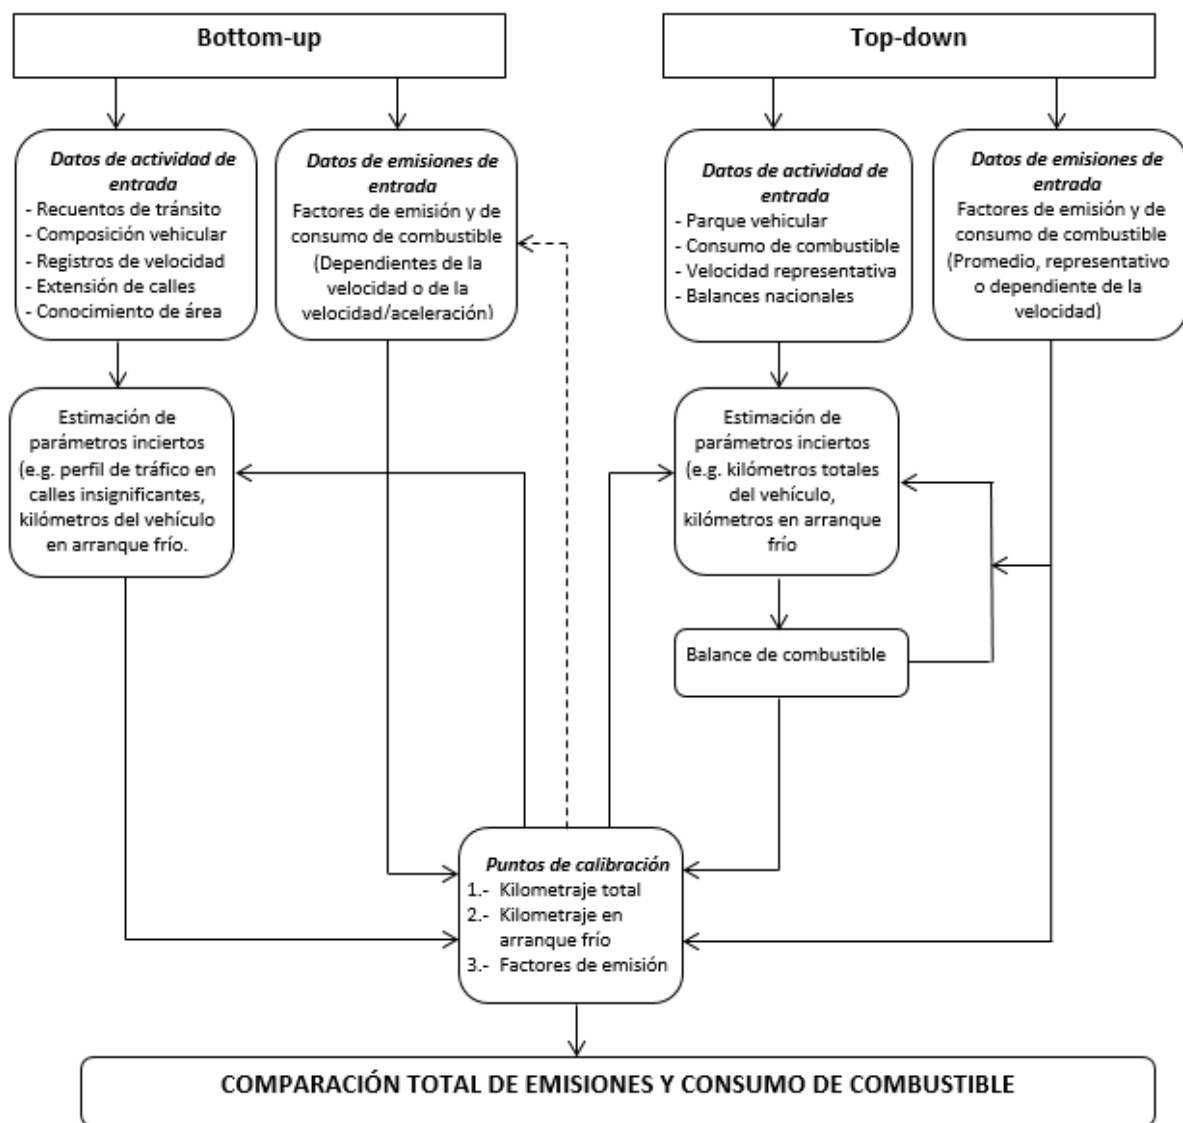 Bottom-up
Top-down
Datos de actividad de
entrada
- Recuentos de tránsito
- Composición vehicular
- Registros de velocidad
- Extensión de calles
- Conocimiento de área
Datos de emisiones de
entrada
Factores de emisión y de
consumo de combustible
(Dependientes de la
velocidad o de la
velocidad/aceleración)
Datos de actividad de
entrada
- Parque vehicular
- Consumo de combustible
- Velocidad representativa
- Balances nacionales
Datos de emisiones de
entrada
Factores de emisión y de
consumo de combustible
(Promedio, representativo
o dependiente de la
velocidad)
Estimación de
parámetros inciertos
(e.g. perfil de tráfico en
calles insignificantes,
kilómetros del vehículo
en arranque frío.
Estimación de
parámetros inciertos
(e.g. kilómetros totales
del vehículo,
kilómetros en arranque
frío
Balance de combustible
Puntos de calibración
1.- Kilometraje total
2.- Kilometraje en
arranque frío
3.- Factores de emisión
COMPARACIÓN TOTAL DE EMISIONES Y CONSUMO DE COMBUSTIBLE